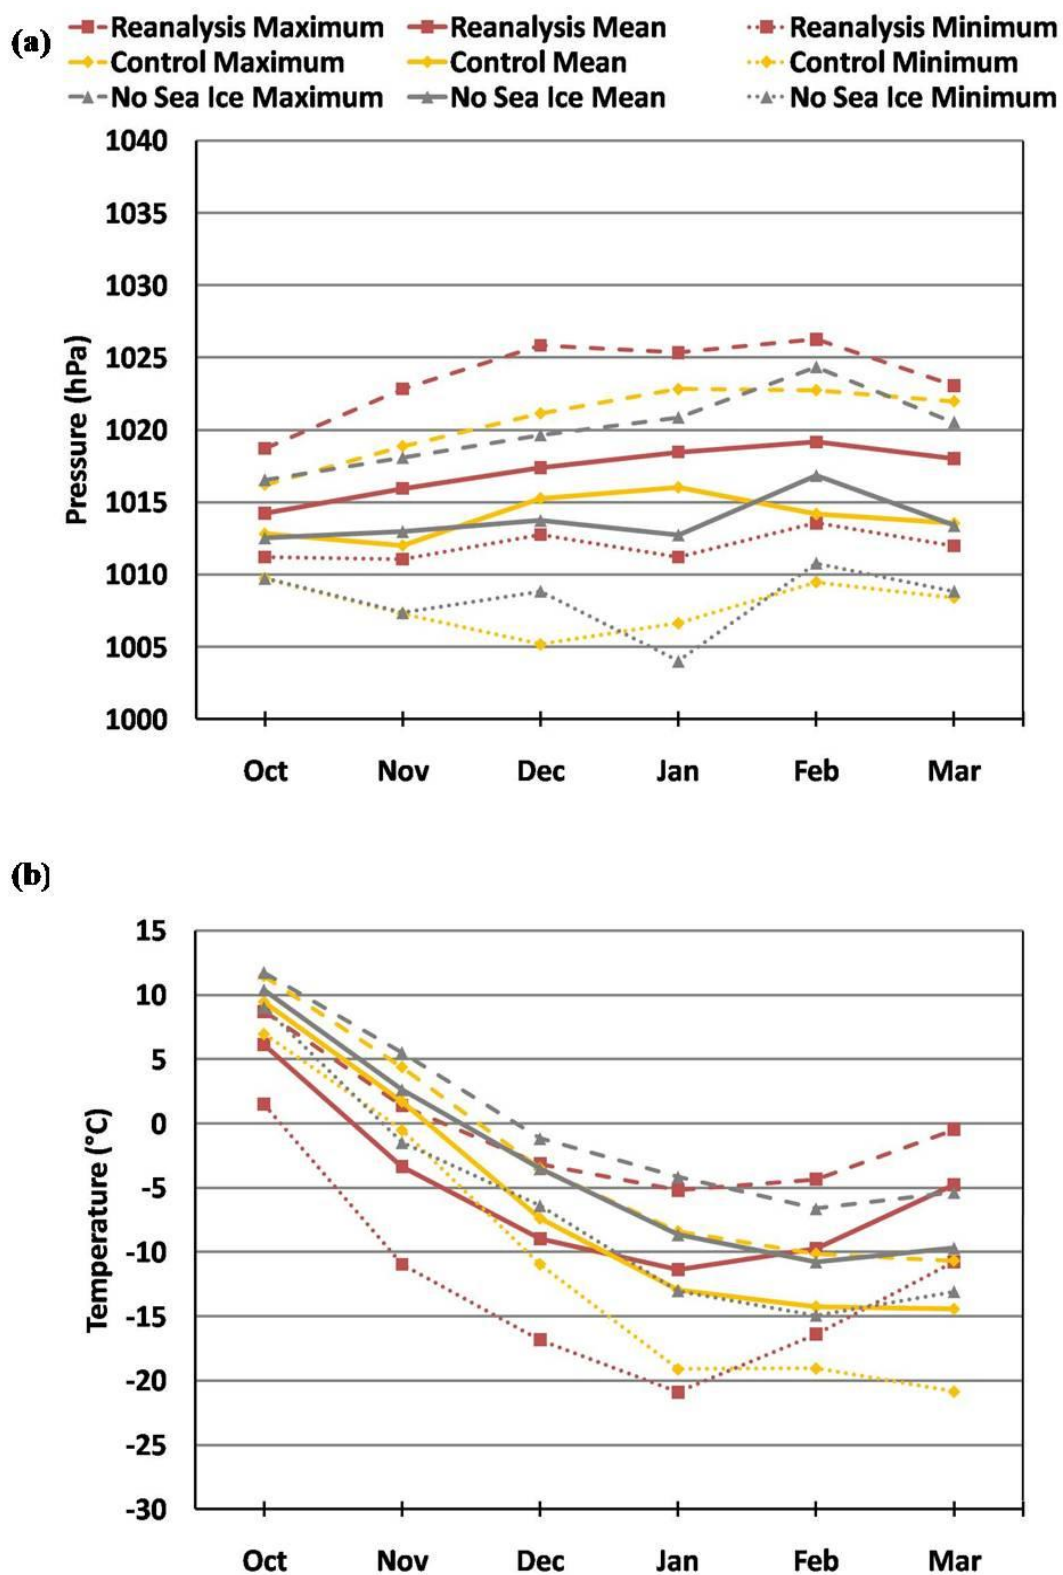 (a)
Reanalysis Maximum Reanalysis Mean Reanalysis Minimum
Control Maximum Control Mean Control Minimum
No Sea Ice Maximum No Sea Ice Mean No Sea Ice Minimum
1040
1035
1030
1025
1020
1015
1010
1005
1000
Pressure (hPa)
Oct Nov Dec Jan Feb Mar
(b)
15
10
5
0
-5
-10
-15
-20
-25
-30
Temperature (°C)
Oct Nov Dec Jan Feb Mar